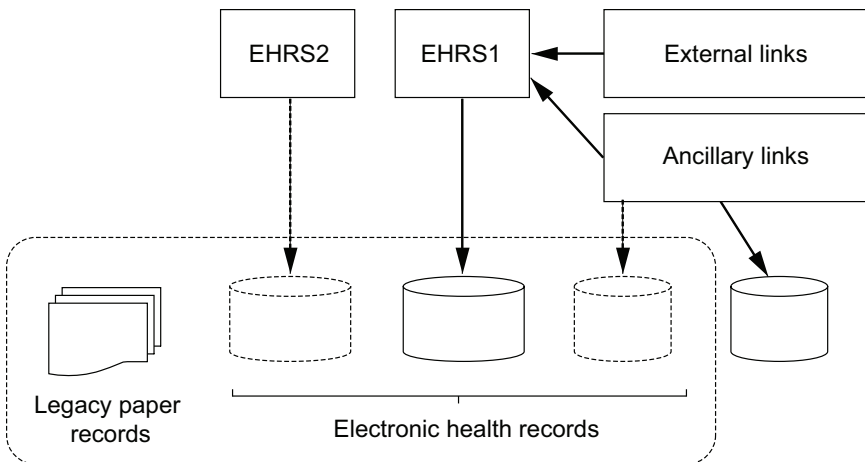 EHRS2
EHRS1
External links
Ancillary links
Legacy paper
records
Electronic health records